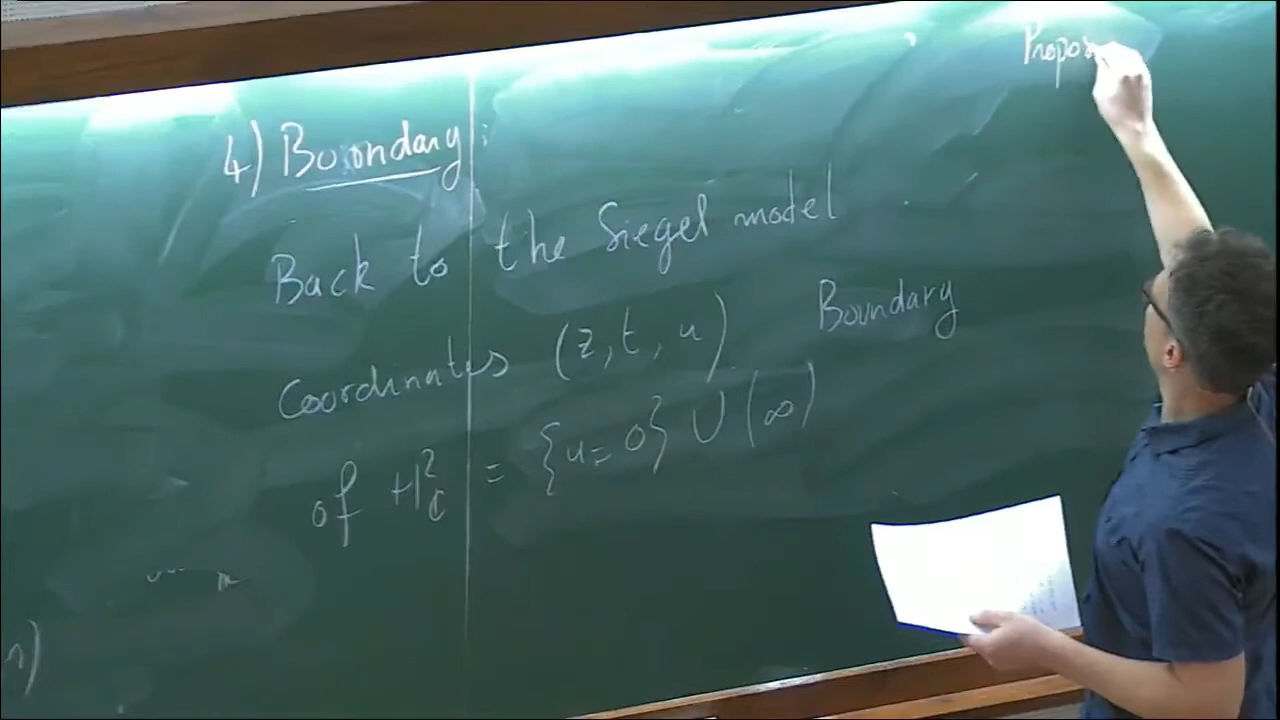 4) Boundary:
Back to the Siegel model
Coordinates (z, t, u) Boundary
of H²_ℂ = {u = 0} ∪ (∞)
Propos